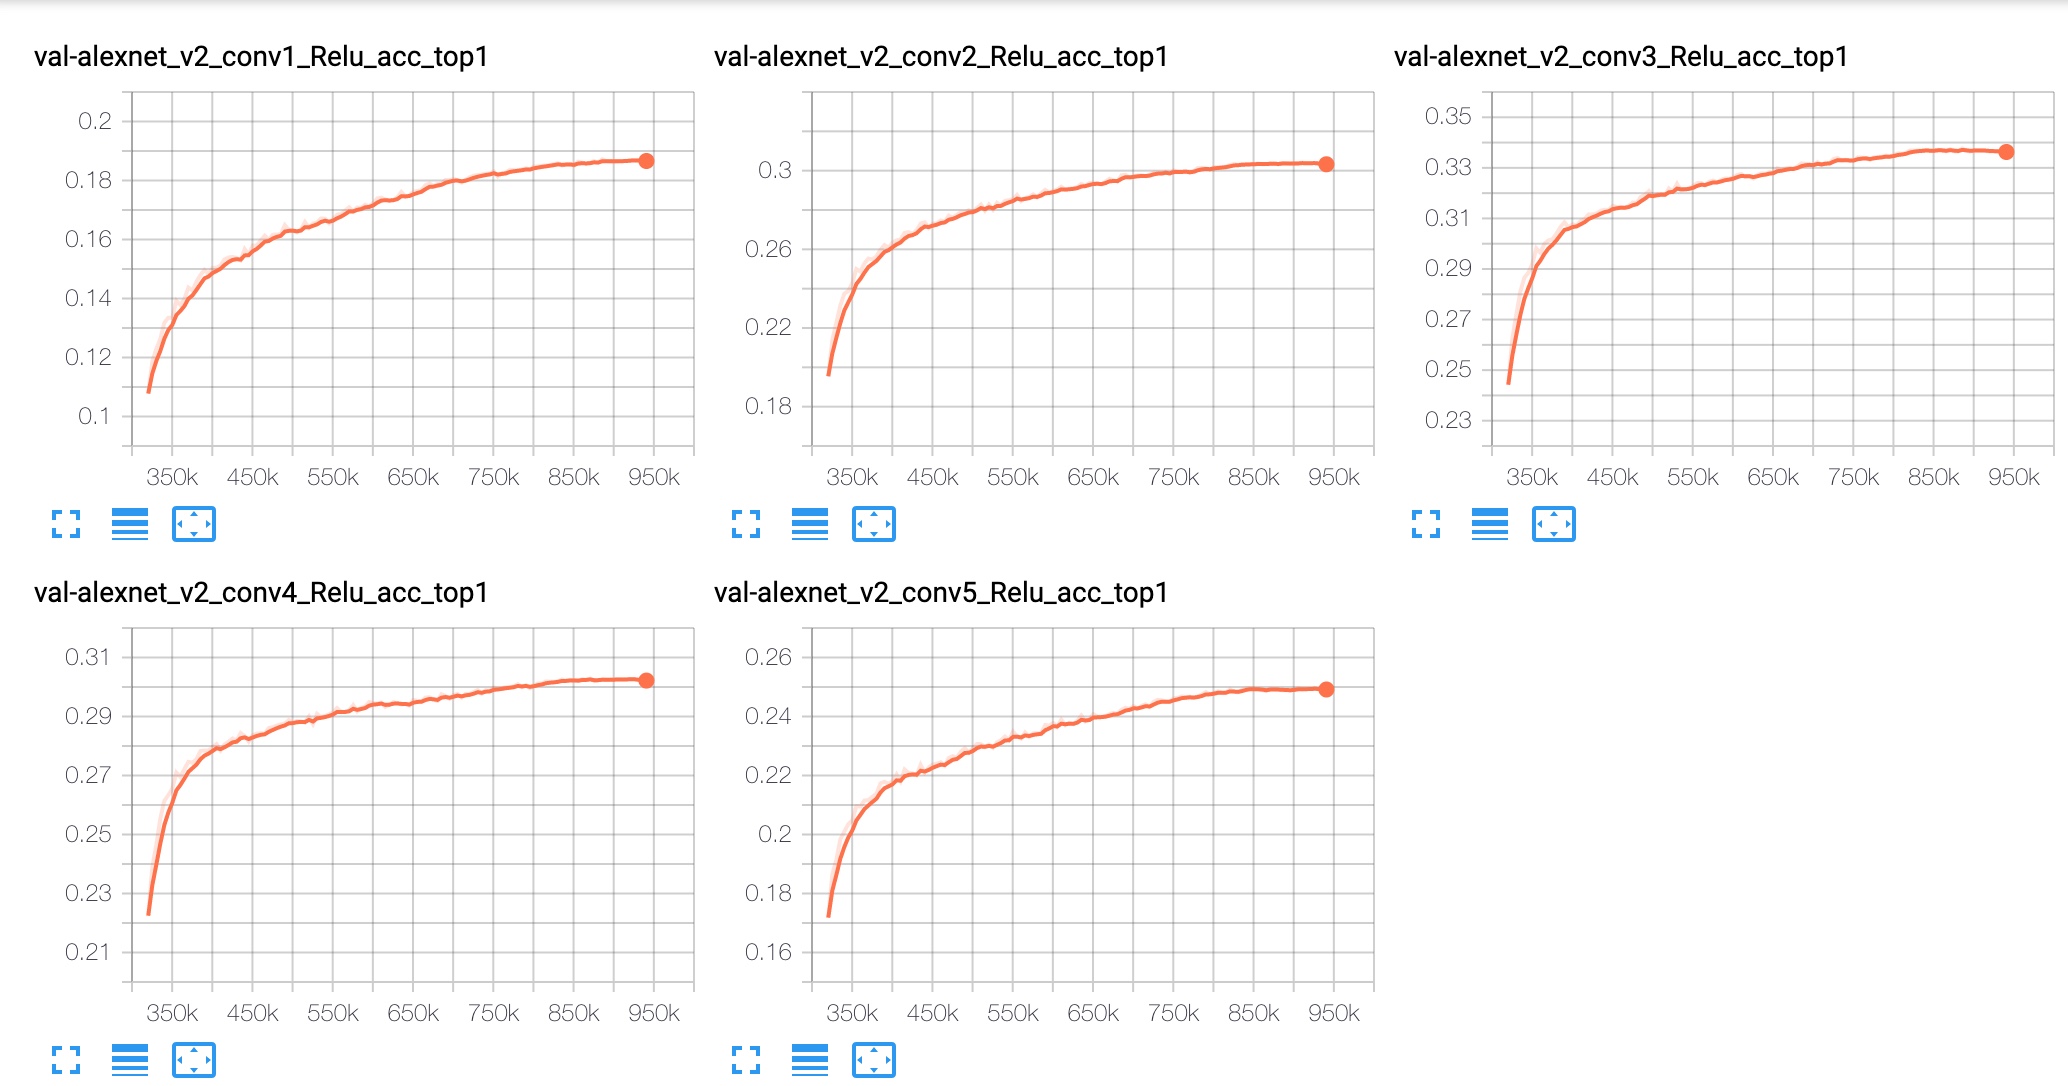 val-alexnet_v2_conv1_Relu_acc_top1
0.2
0.18
0.16
0.14
0.12
0.1
350k 450k 550k 650k 750k 850k 950k
val-alexnet_v2_conv2_Relu_acc_top1
0.3
0.26
0.22
0.18
350k 450k 550k 650k 750k 850k 950k
val-alexnet_v2_conv3_Relu_acc_top1
0.35
0.33
0.31
0.29
0.27
0.25
0.23
350k 450k 550k 650k 750k 850k 950k
val-alexnet_v2_conv4_Relu_acc_top1
0.31
0.29
0.27
0.25
0.23
0.21
350k 450k 550k 650k 750k 850k 950k
val-alexnet_v2_conv5_Relu_acc_top1
0.26
0.24
0.22
0.2
0.18
0.16
350k 450k 550k 650k 750k 850k 950k